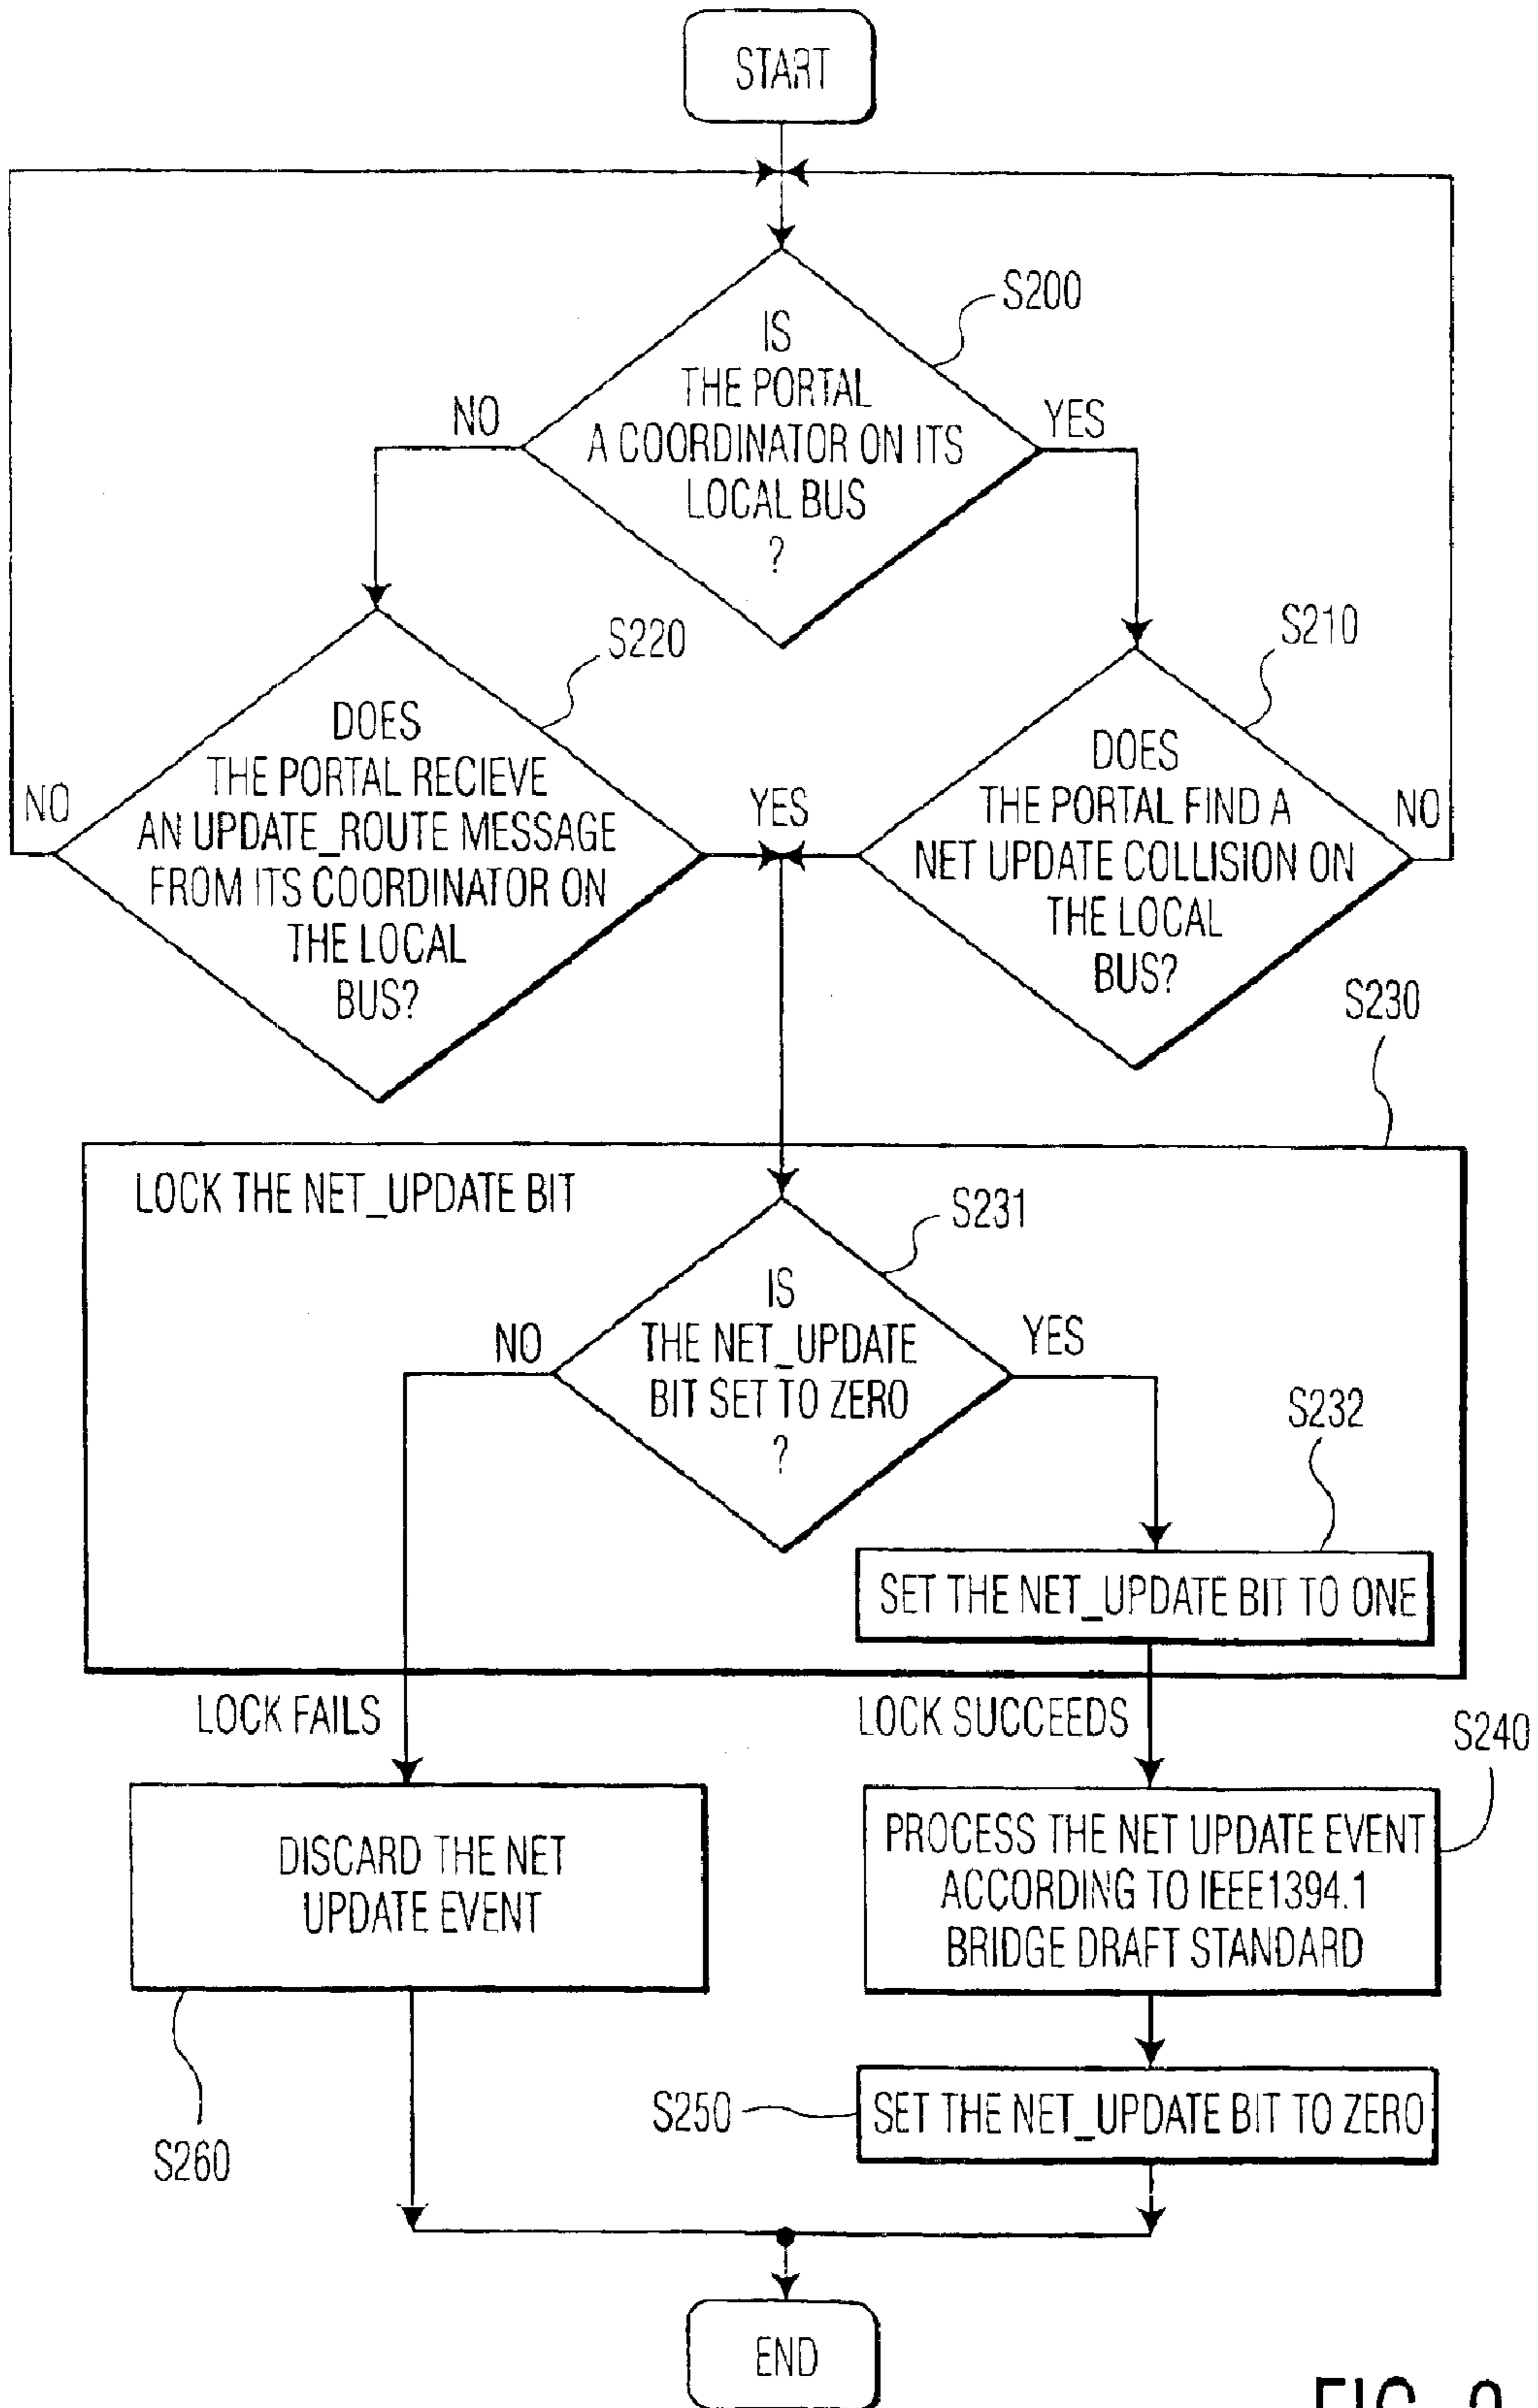 START
S200
IS
THE PORTAL
A COORDINATOR ON ITS
LOCAL BUS
?
NO
YES
S220
DOES
THE PORTAL RECIEVE
AN UPDATE_ROUTE MESSAGE
FROM ITS COORDINATOR ON
THE LOCAL
BUS?
NO
YES
S210
DOES
THE PORTAL FIND A
NET UPDATE COLLISION ON
THE LOCAL
BUS?
NO
S230
LOCK THE NET_UPDATE BIT
S231
IS
THE NET_UPDATE
BIT SET TO ZERO
?
NO
YES
S232
SET THE NET_UPDATE BIT TO ONE
LOCK FAILS
LOCK SUCCEEDS
S240
DISCARD THE NET
UPDATE EVENT
PROCESS THE NET UPDATE EVENT
ACCORDING TO IEEE1394.1
BRIDGE DRAFT STANDARD
S260
S250
SET THE NET_UPDATE BIT TO ZERO
END
FIG.